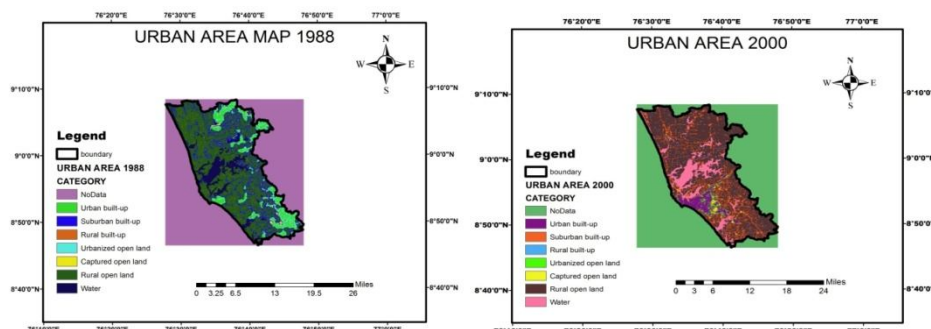 76°20'0"E 76°30'0"E 76°40'0"E 76°50'0"E 77°0'0"E
URBAN AREA MAP 1988
N
W E
S
9°10'0"N
9°0'0"N
8°50'0"N
8°40'0"N
Legend
boundary
URBAN AREA 1988
CATEGORY
NoData
Urban built-up
Suburban built-up
Rural built-up
Urbanized open land
Captured open land
Rural open land
Water
Miles
0 3.25 6.5 13 19.5 26
9°10'0"N
9°0'0"N
8°50'0"N
8°40'0"N
76°20'0"E 76°30'0"E 76°40'0"E 76°50'0"E 77°0'0"E
URBAN AREA 2000
N
W E
S
9°10'0"N
9°0'0"N
8°50'0"N
8°40'0"N
Legend
boundary
URBAN AREA 2000
CATEGORY
NoData
Urban built-up
Suburban built-up
Rural built-up
Urbanized open land
Captured open land
Rural open land
Water
Miles
0 3 6 12 18 24
9°10'0"N
9°0'0"N
8°50'0"N
8°40'0"N